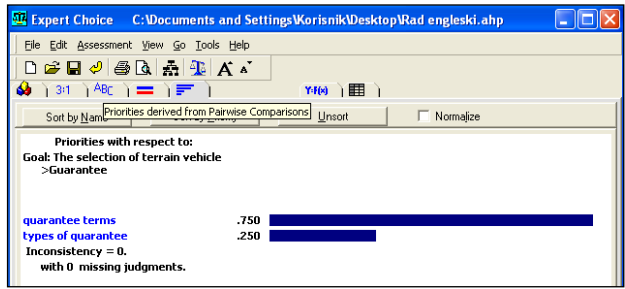 Expert Choice C:\Documents and Settings\Korisnik\Desktop\Rad engleski.ahp
File Edit Assessment View Go Tools Help
A A
3:1 ABC Y-F(x)
Sort by Name Unsort Normalize
Priorities derived from Pairwise Comparisons
Priorities with respect to:
Goal: The selection of terrain vehicle
>Guarantee
quarantee terms .750
types of quarantee .250
Inconsistency = 0.
with 0 missing judgments.